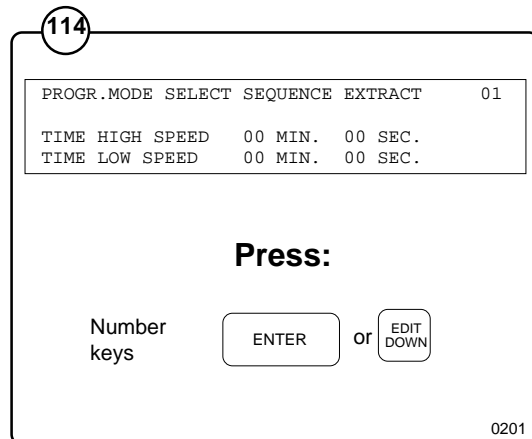 114
PROGR.MODE SELECT SEQUENCE EXTRACT 01
TIME HIGH SPEED 00 MIN. 00 SEC.
TIME LOW SPEED 00 MIN. 00 SEC.
Press:
Number
keys
ENTER
or
EDIT
DOWN
0201